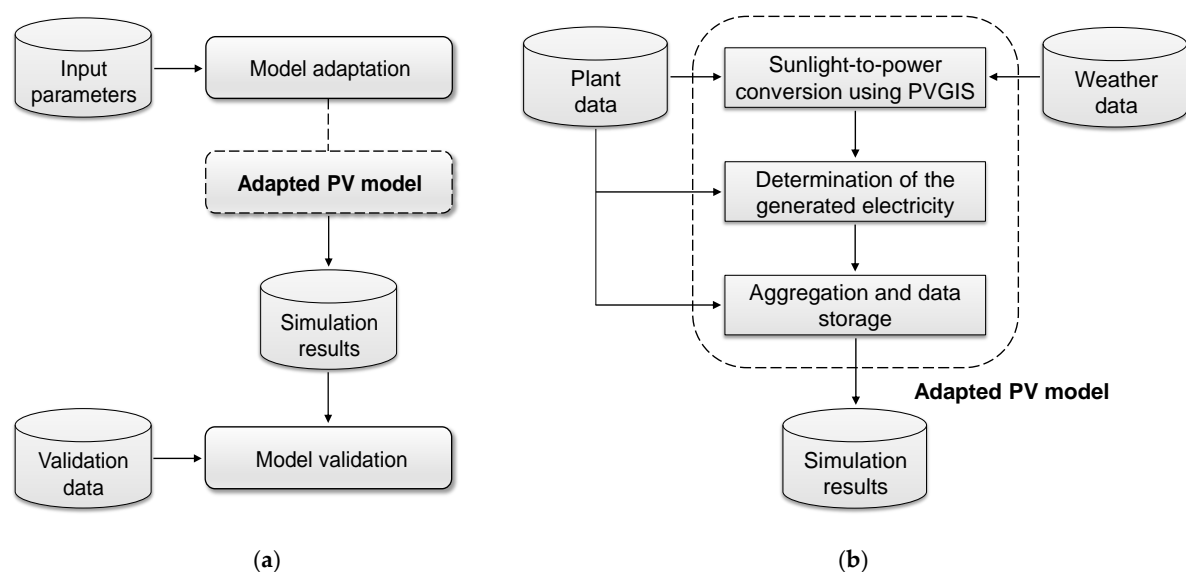 Input
parameters
Model adaptation
Adapted PV model
Simulation
results
Validation
data
Model validation
(a)
Plant
data
Sunlight-to-power
conversion using PVGIS
Weather
data
Determination of the
generated electricity
Aggregation and data
storage
Adapted PV model
Simulation
results
(b)